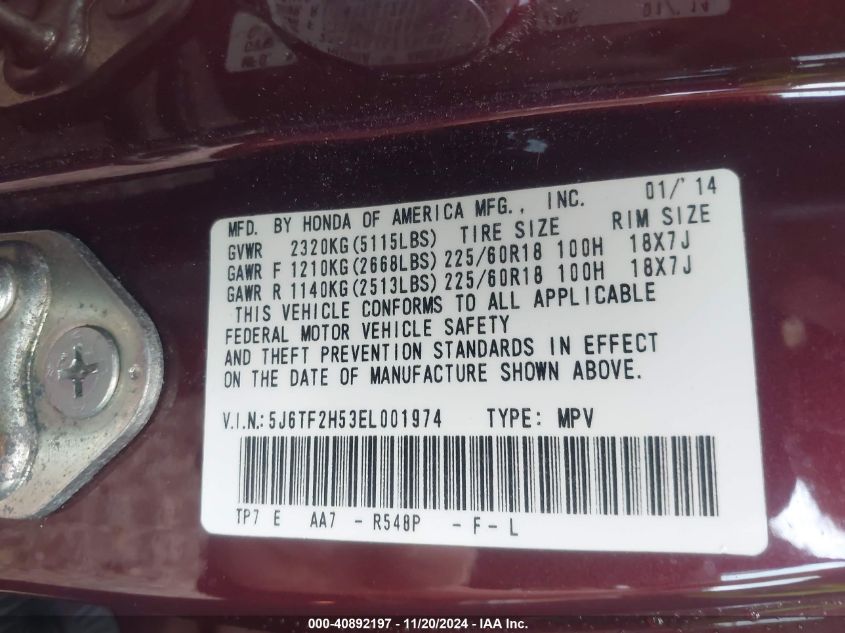 01/'14
MFD. BY HONDA OF AMERICA MFG., INC. 01/'14
GVWR 2320KG(5115LBS) TIRE SIZE RIM SIZE
GAWR F 1210KG(2668LBS) 225/60R18 100H 18X7J
GAWR R 1140KG(2513LBS) 225/60R18 100H 18X7J
THIS VEHICLE CONFORMS TO ALL APPLICABLE
FEDERAL MOTOR VEHICLE SAFETY
AND THEFT PREVENTION STANDARDS IN EFFECT
ON THE DATE OF MANUFACTURE SHOWN ABOVE.
V.I.N.: 5J6TF2H53EL001974 TYPE: MPV
TP7 E AA7 - R548P - F - L
000-40892197 - 11/20/2024 - IAA Inc.